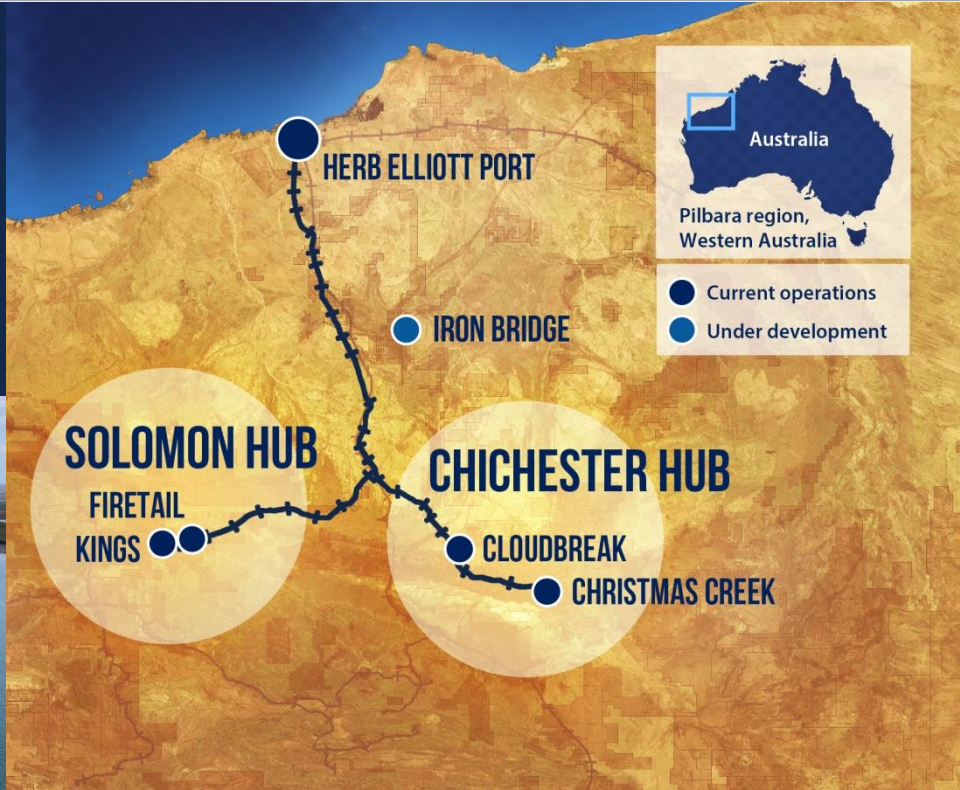 HERB ELLIOTT PORT
Australia
Pilbara region,
Western Australia
Current operations
Under development
IRON BRIDGE
SOLOMON HUB
FIRETAIL
KINGS
CHICHESTER HUB
CLOUDBREAK
CHRISTMAS CREEK